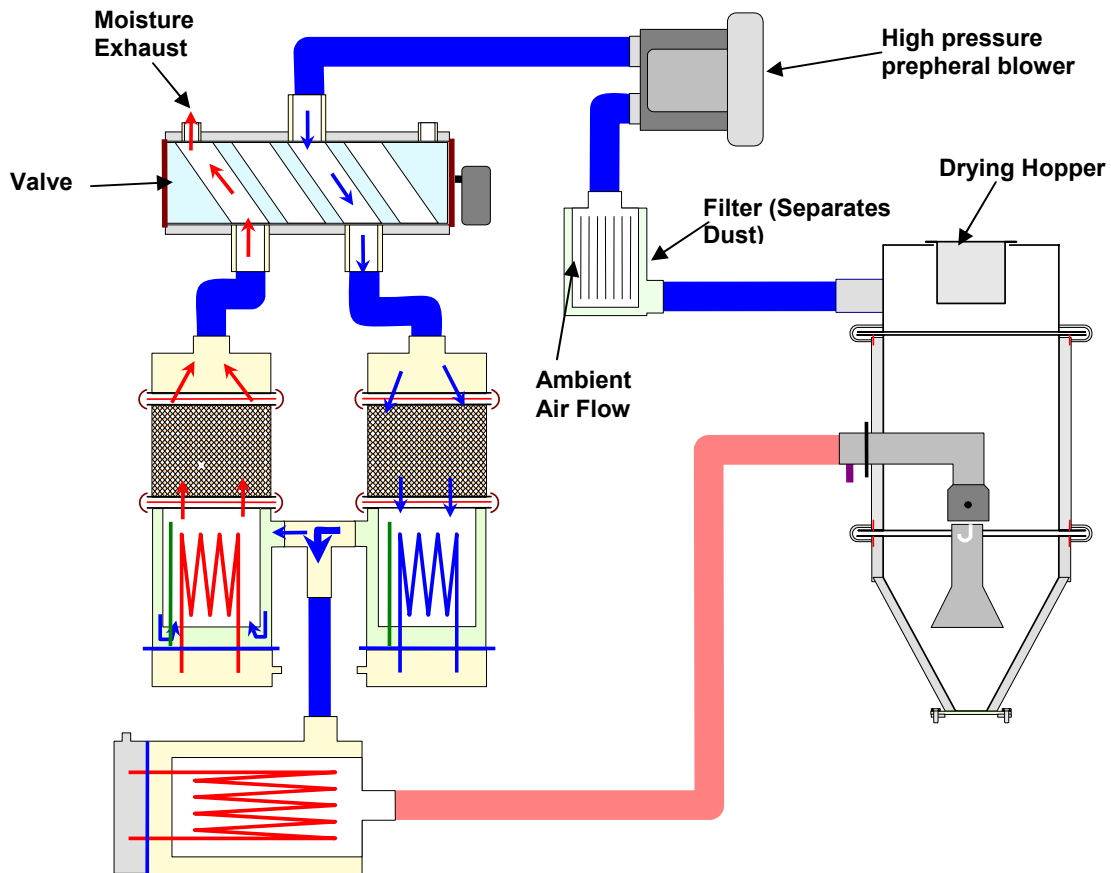 Moisture
Exhaust
High pressure
prepheral blower
Valve
Drying Hopper
Filter (Separates
Dust)
Ambient
Air Flow